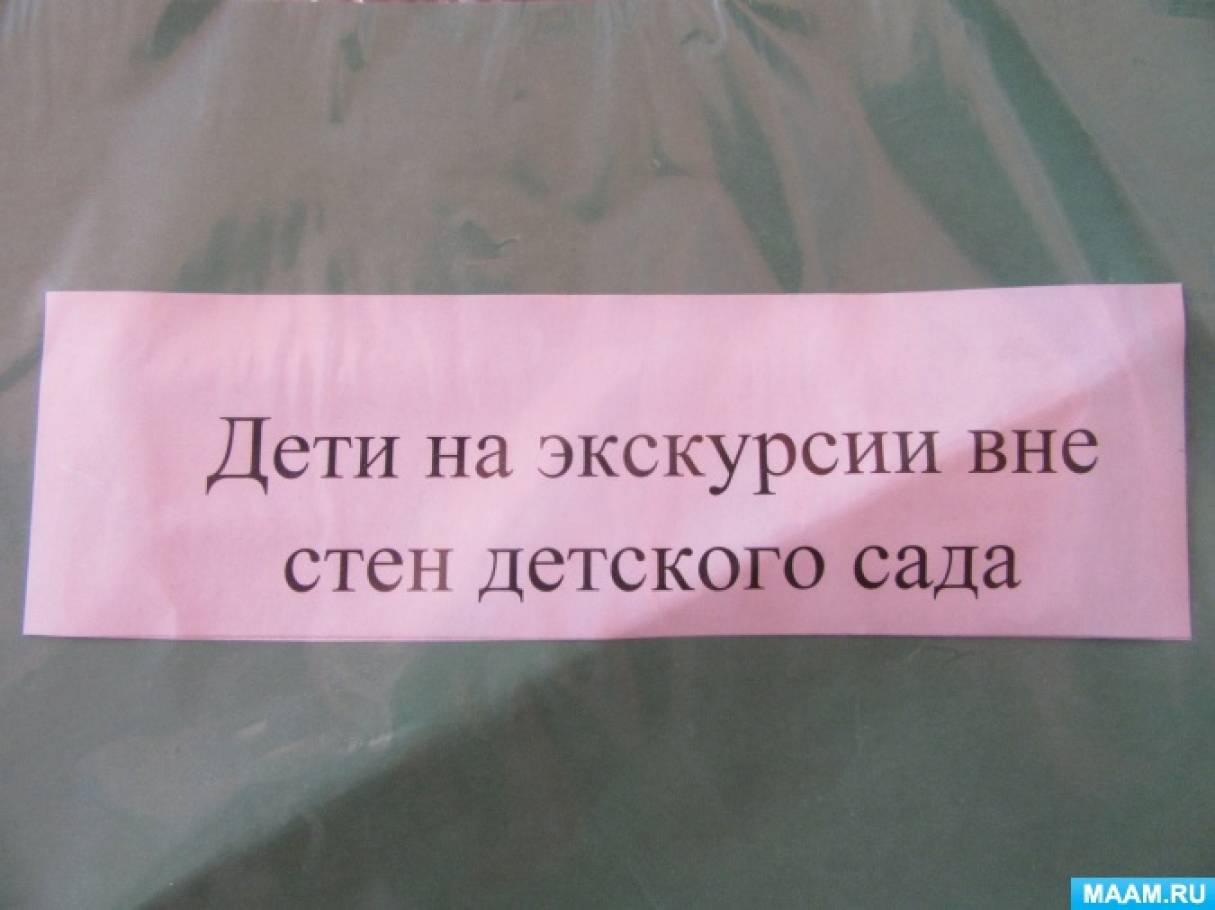 Дети на экскурсии вне
стен детского сада
MAAM.RU